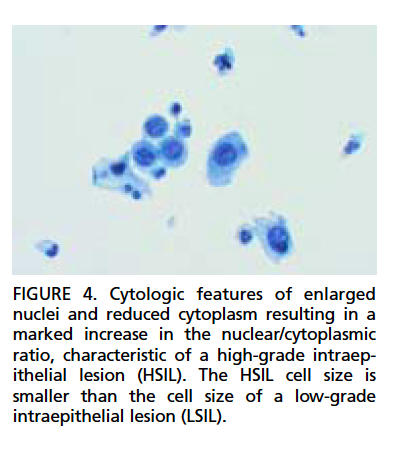 FIGURE 4. Cytologic features of enlarged
nuclei and reduced cytoplasm resulting in a
marked increase in the nuclear/cytoplasmic
ratio, characteristic of a high-grade intraep-
ithelial lesion (HSIL). The HSIL cell size is
smaller than the cell size of a low-grade
intraepithelial lesion (LSIL).